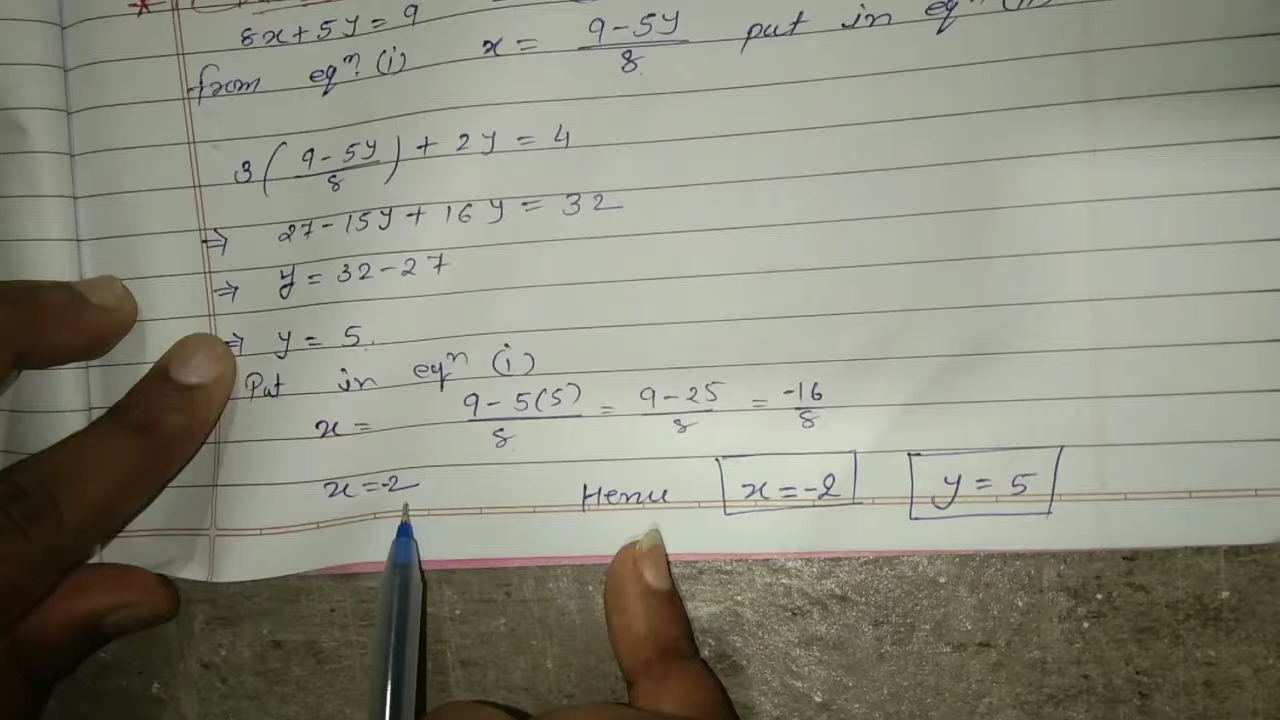 8x+5y=9
from eqⁿ. (i) x = (9-5y)/8 put in eqⁿ
3((9-5y)/8) + 2y = 4
⇒ 27-15y+16y = 32
⇒ y = 32-27
⇒ y = 5.
Put in eqⁿ (i)
x = (9-5(5))/8 = (9-25)/8 = -16/8
x=-2 Hence x=-2 y=5